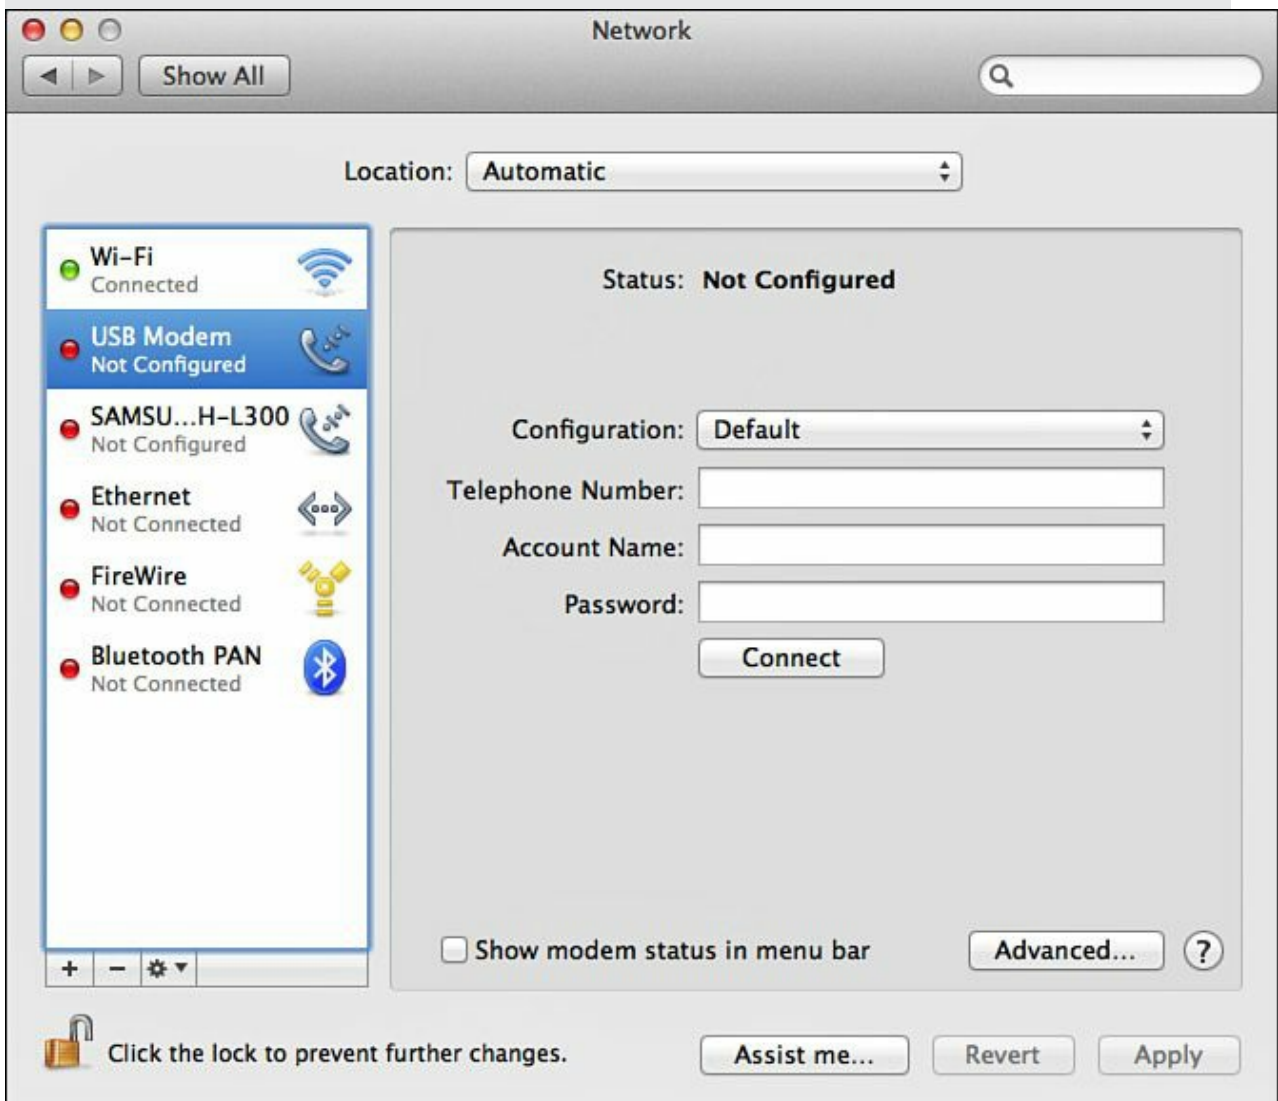 Network
Show All
Location: Automatic
Wi-Fi
Connected
USB Modem
Not Configured
SAMSU...H-L300
Not Configured
Ethernet
Not Connected
FireWire
Not Connected
Bluetooth PAN
Not Connected
Status: Not Configured
Configuration: Default
Telephone Number:
Account Name:
Password:
Connect
Show modem status in menu bar
Advanced... ?
Click the lock to prevent further changes.
Assist me... Revert Apply